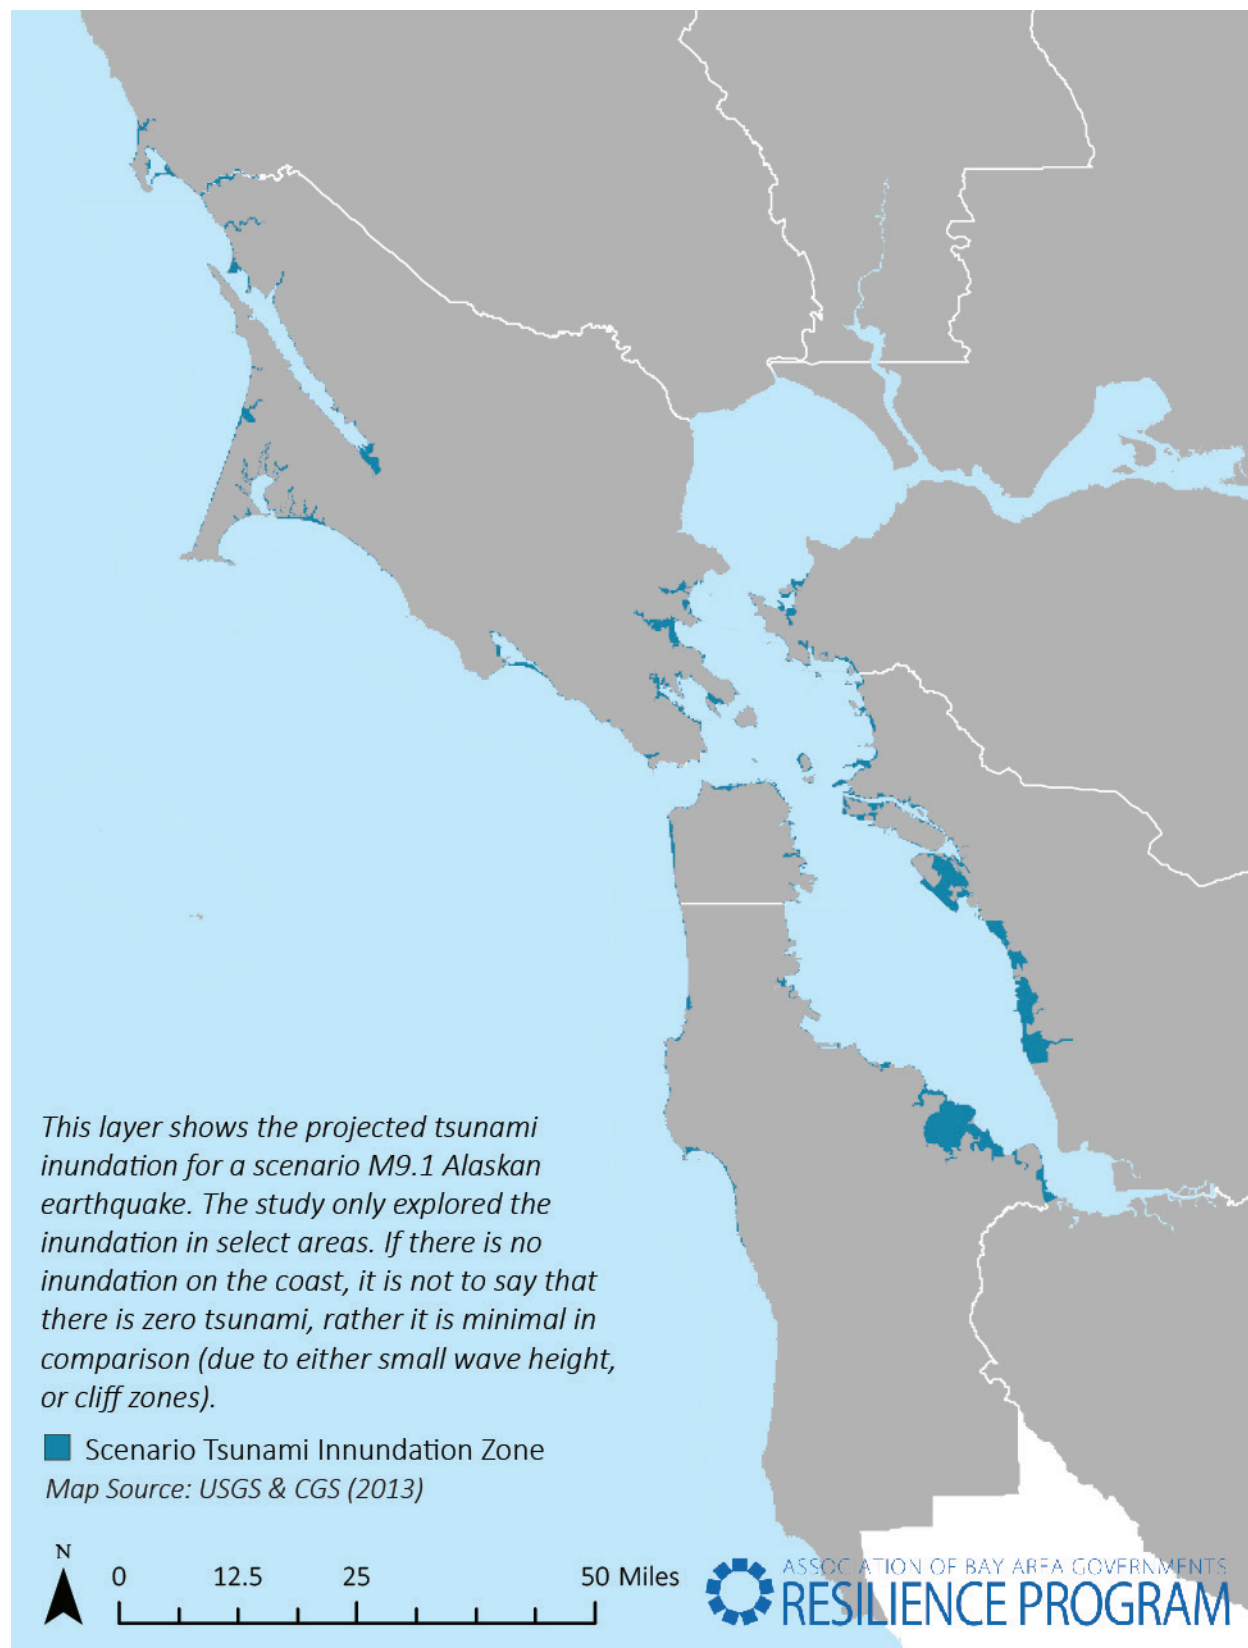 This layer shows the projected tsunami
inundation for a scenario M9.1 Alaskan
earthquake. The study only explored the
inundation in select areas. If there is no
inundation on the coast, it is not to say that
there is zero tsunami, rather it is minimal in
comparison (due to either small wave height,
or cliff zones).
Scenario Tsunami Innundation Zone
Map Source: USGS & CGS (2013)
N
0 12.5 25 50 Miles
ASSOCIATION OF BAY AREA GOVERNMENTS
RESILIENCE PROGRAM